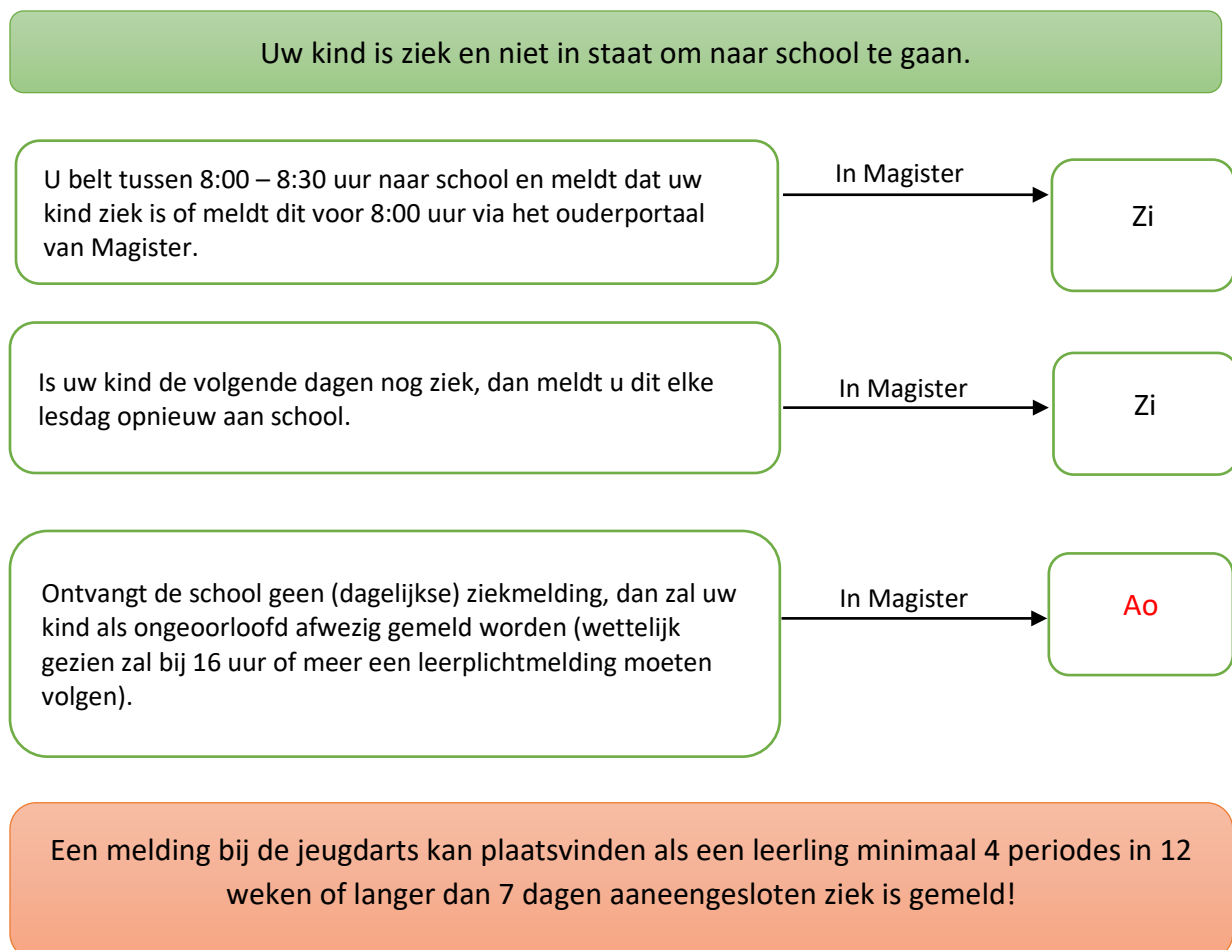 Uw kind is ziek en niet in staat om naar school te gaan.
U belt tussen 8:00 – 8:30 uur naar school en meldt dat uw
kind ziek is of meldt dit voor 8:00 uur via het ouderportaal
van Magister.
In Magister
Zi
Is uw kind de volgende dagen nog ziek, dan meldt u dit elke
lesdag opnieuw aan school.
In Magister
Zi
Ontvangt de school geen (dagelijkse) ziekmelding, dan zal uw
kind als ongeoorloofd afwezig gemeld worden (wettelijk
gezien zal bij 16 uur of meer een leerplichtmelding moeten
volgen).
In Magister
Ao
Een melding bij de jeugdarts kan plaatsvinden als een leerling minimaal 4 periodes in 12
weken of langer dan 7 dagen aaneengesloten ziek is gemeld!